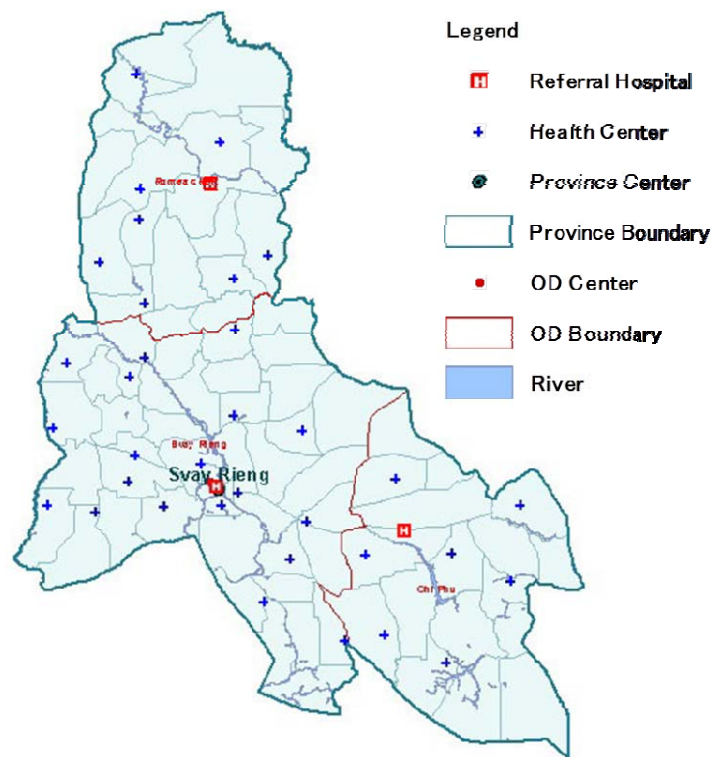 Legend
Referral Hospital
Health Center
Province Center
Province Boundary
OD Center
OD Boundary
River
Svay Rieng
Svay Rieng
Chi Phu